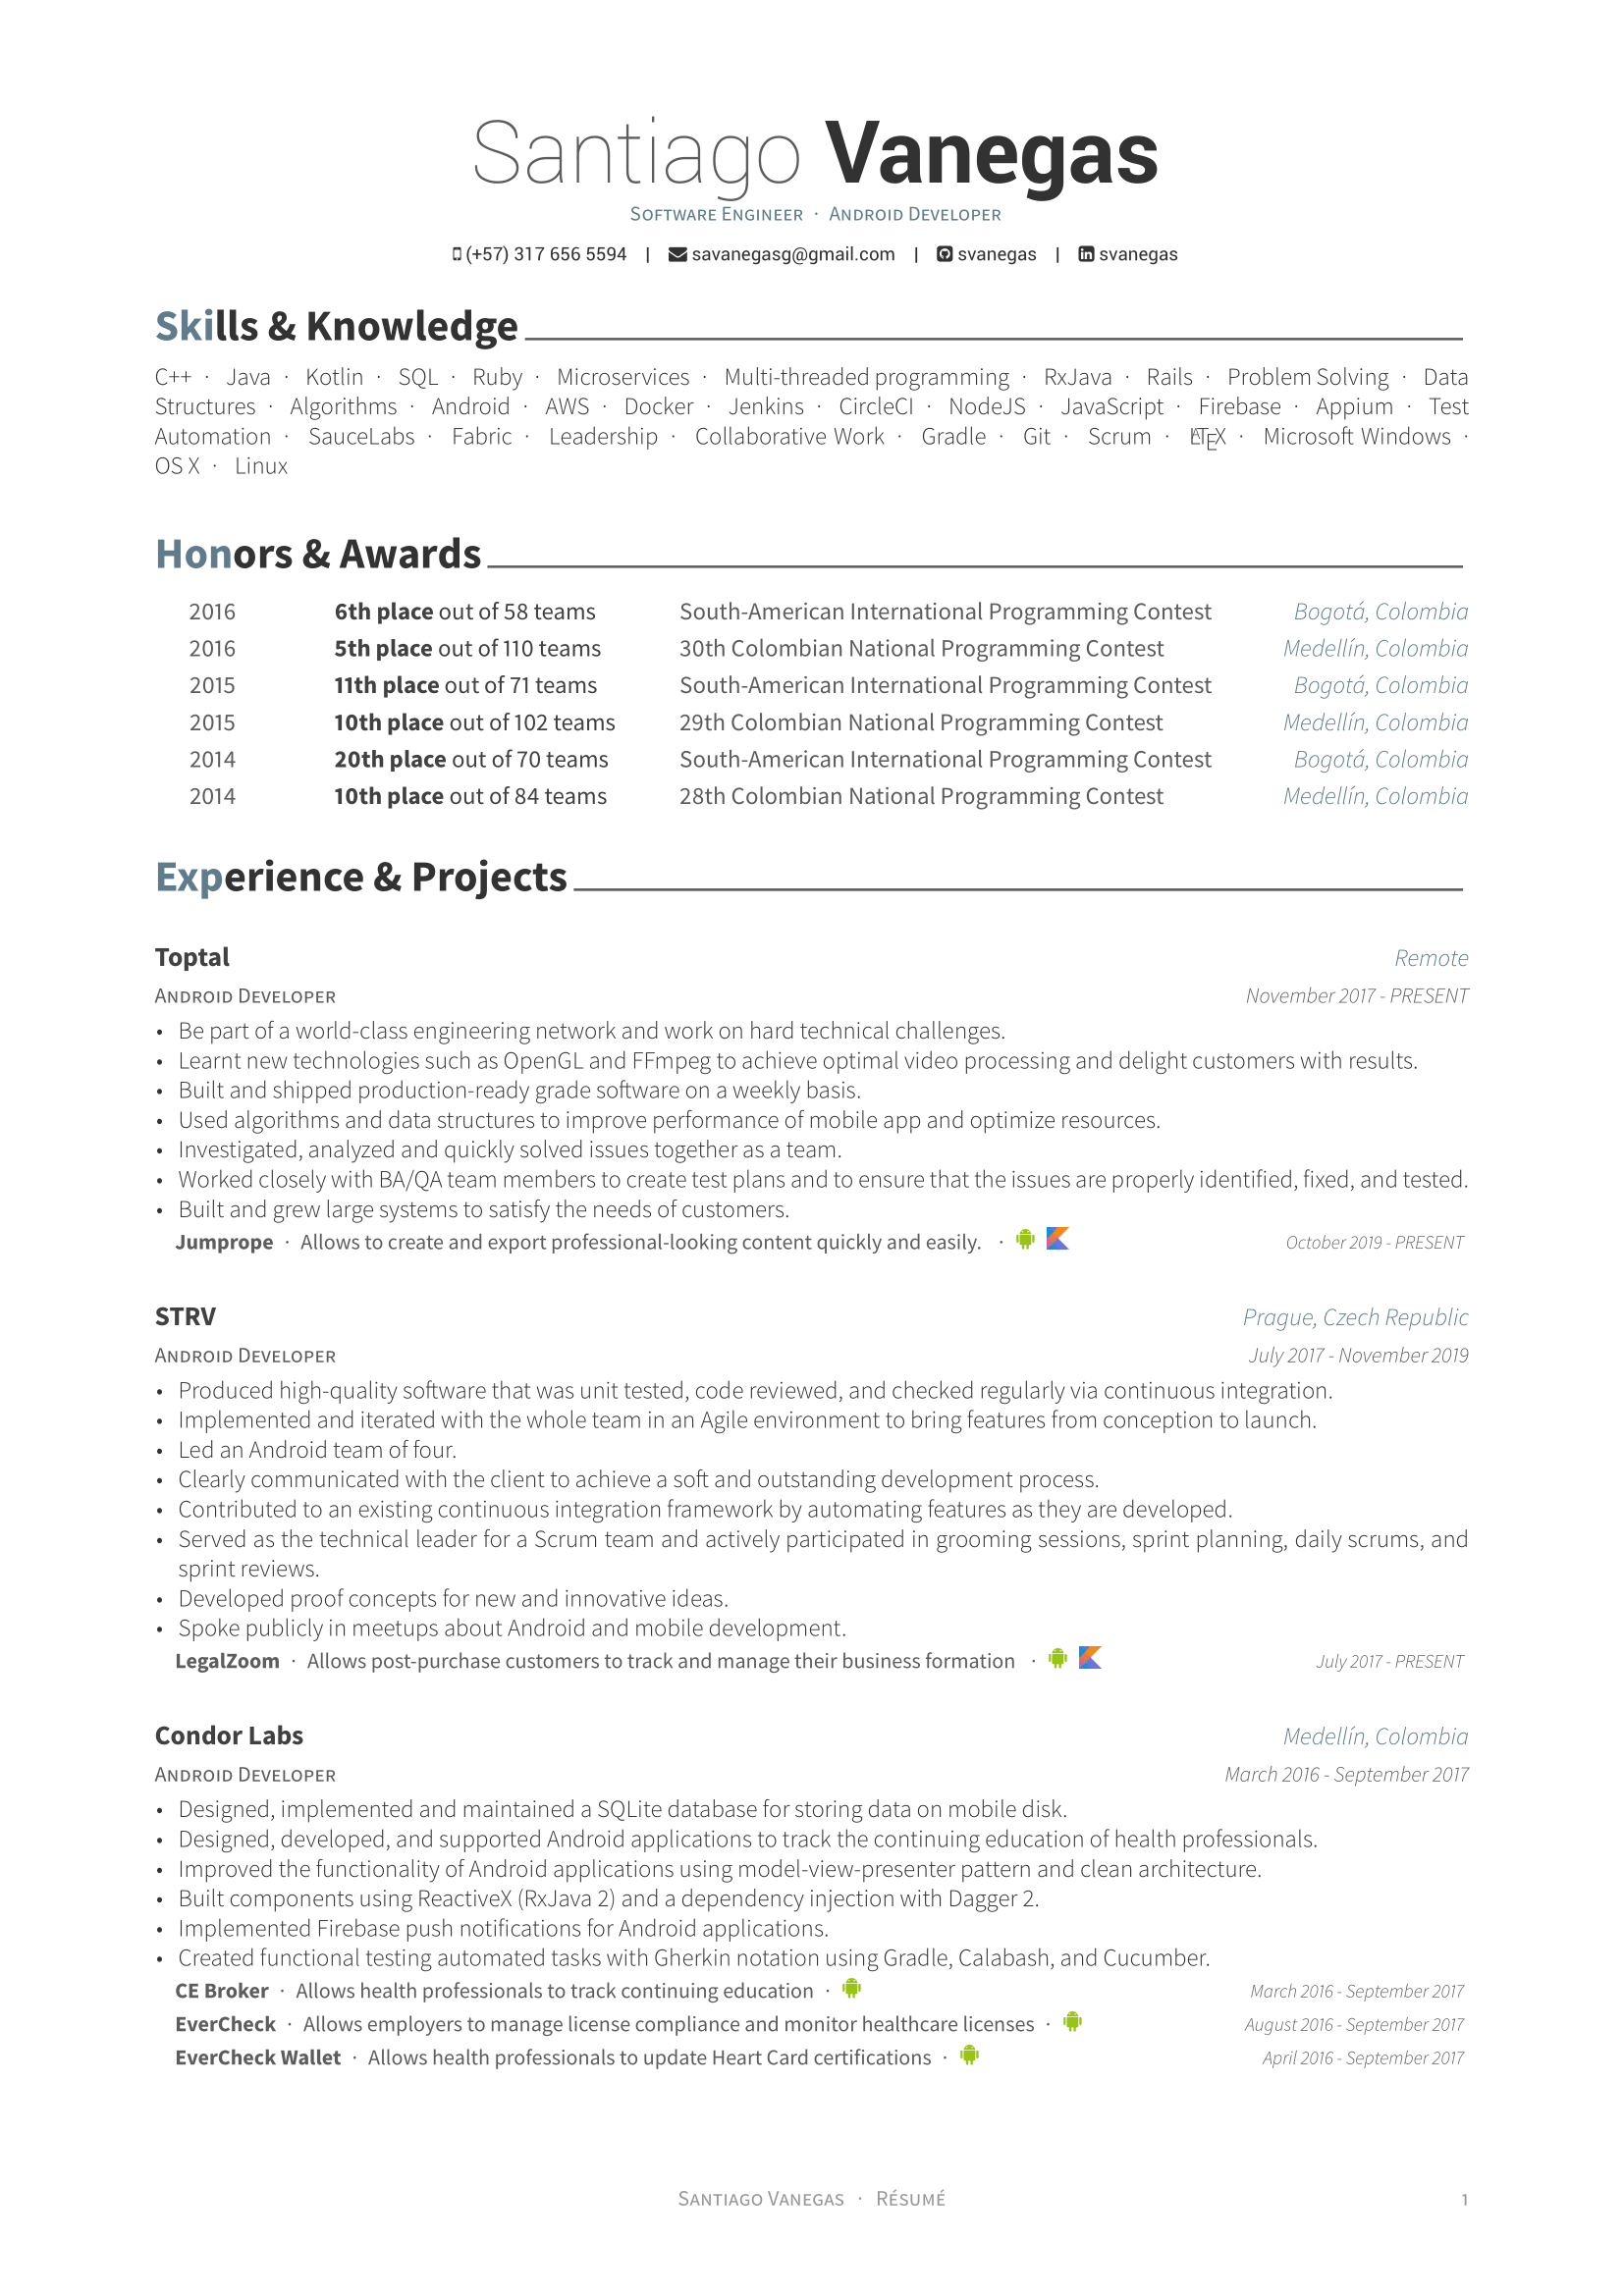 Santiago Vanegas
Software Engineer · Android Developer
(+57) 317 656 5594 | savanegasg@gmail.com | svanegas | svanegas
Skills & Knowledge
C++ · Java · Kotlin · SQL · Ruby · Microservices · Multi-threaded programming · RxJava · Rails · Problem Solving · Data
Structures · Algorithms · Android · AWS · Docker · Jenkins · CircleCI · NodeJS · JavaScript · Firebase · Appium · Test
Automation · SauceLabs · Fabric · Leadership · Collaborative Work · Gradle · Git · Scrum · LATEX · Microsoft Windows ·
OS X · Linux
Honors & Awards
2016 6th place out of 58 teams South-American International Programming Contest Bogotá, Colombia
2016 5th place out of 110 teams 30th Colombian National Programming Contest Medellín, Colombia
2015 11th place out of 71 teams South-American International Programming Contest Bogotá, Colombia
2015 10th place out of 102 teams 29th Colombian National Programming Contest Medellín, Colombia
2014 20th place out of 70 teams South-American International Programming Contest Bogotá, Colombia
2014 10th place out of 84 teams 28th Colombian National Programming Contest Medellín, Colombia
Experience & Projects
Toptal Remote
Android Developer November 2017 - PRESENT
• Be part of a world-class engineering network and work on hard technical challenges.
• Learnt new technologies such as OpenGL and FFmpeg to achieve optimal video processing and delight customers with results.
• Built and shipped production-ready grade software on a weekly basis.
• Used algorithms and data structures to improve performance of mobile app and optimize resources.
• Investigated, analyzed and quickly solved issues together as a team.
• Worked closely with BA/QA team members to create test plans and to ensure that the issues are properly identified, fixed, and tested.
• Built and grew large systems to satisfy the needs of customers.
Jumprope · Allows to create and export professional-looking content quickly and easily. · October 2019 - PRESENT
STRV Prague, Czech Republic
Android Developer July 2017 - November 2019
• Produced high-quality software that was unit tested, code reviewed, and checked regularly via continuous integration.
• Implemented and iterated with the whole team in an Agile environment to bring features from conception to launch.
• Led an Android team of four.
• Clearly communicated with the client to achieve a soft and outstanding development process.
• Contributed to an existing continuous integration framework by automating features as they are developed.
• Served as the technical leader for a Scrum team and actively participated in grooming sessions, sprint planning, daily scrums, and
sprint reviews.
• Developed proof concepts for new and innovative ideas.
• Spoke publicly in meetups about Android and mobile development.
LegalZoom · Allows post-purchase customers to track and manage their business formation · July 2017 - PRESENT
Condor Labs Medellín, Colombia
Android Developer March 2016 - September 2017
• Designed, implemented and maintained a SQLite database for storing data on mobile disk.
• Designed, developed, and supported Android applications to track the continuing education of health professionals.
• Improved the functionality of Android applications using model-view-presenter pattern and clean architecture.
• Built components using ReactiveX (RxJava 2) and a dependency injection with Dagger 2.
• Implemented Firebase push notifications for Android applications.
• Created functional testing automated tasks with Gherkin notation using Gradle, Calabash, and Cucumber.
CE Broker · Allows health professionals to track continuing education · March 2016 - September 2017
EverCheck · Allows employers to manage license compliance and monitor healthcare licenses · August 2016 - September 2017
EverCheck Wallet · Allows health professionals to update Heart Card certifications · April 2016 - September 2017
Santiago Vanegas · Résumé 1